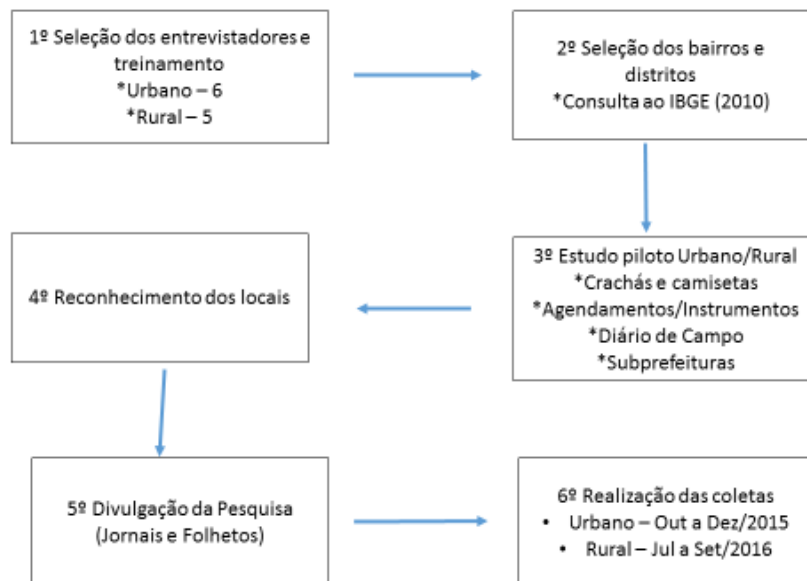 1º Seleção dos entrevistadores e
treinamento
*Urbano – 6
*Rural – 5
2º Seleção dos bairros e
distritos
*Consulta ao IBGE (2010)
3º Estudo piloto Urbano/Rural
*Crachás e camisetas
*Agendamentos/Instrumentos
*Diário de Campo
*Subprefeituras
4º Reconhecimento dos locais
5º Divulgação da Pesquisa
(Jornais e Folhetos)
6º Realização das coletas
• Urbano – Out a Dez/2015
• Rural – Jul a Set/2016